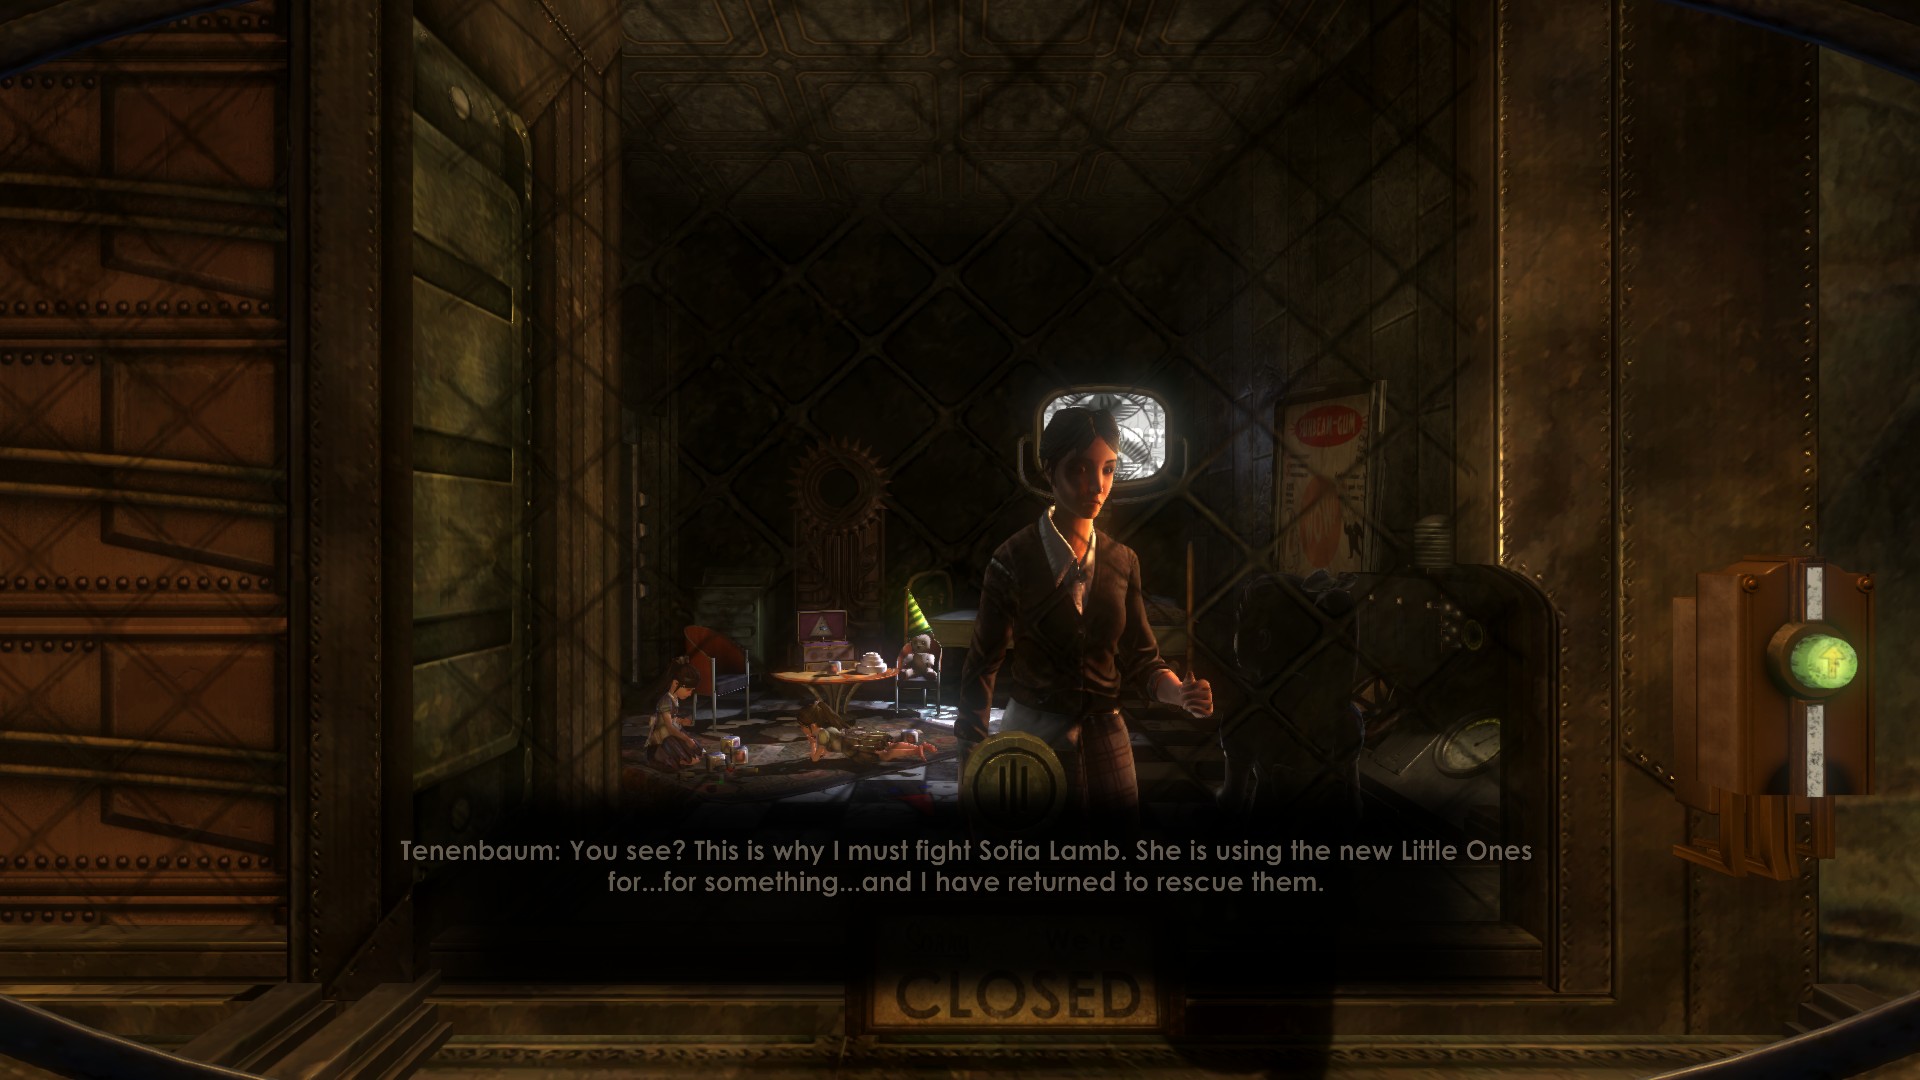 Tenenbaum: You see? This is why I must fight Sofia Lamb. She is using the new Little Ones
for...for something...and I have returned to rescue them.
CLOSED